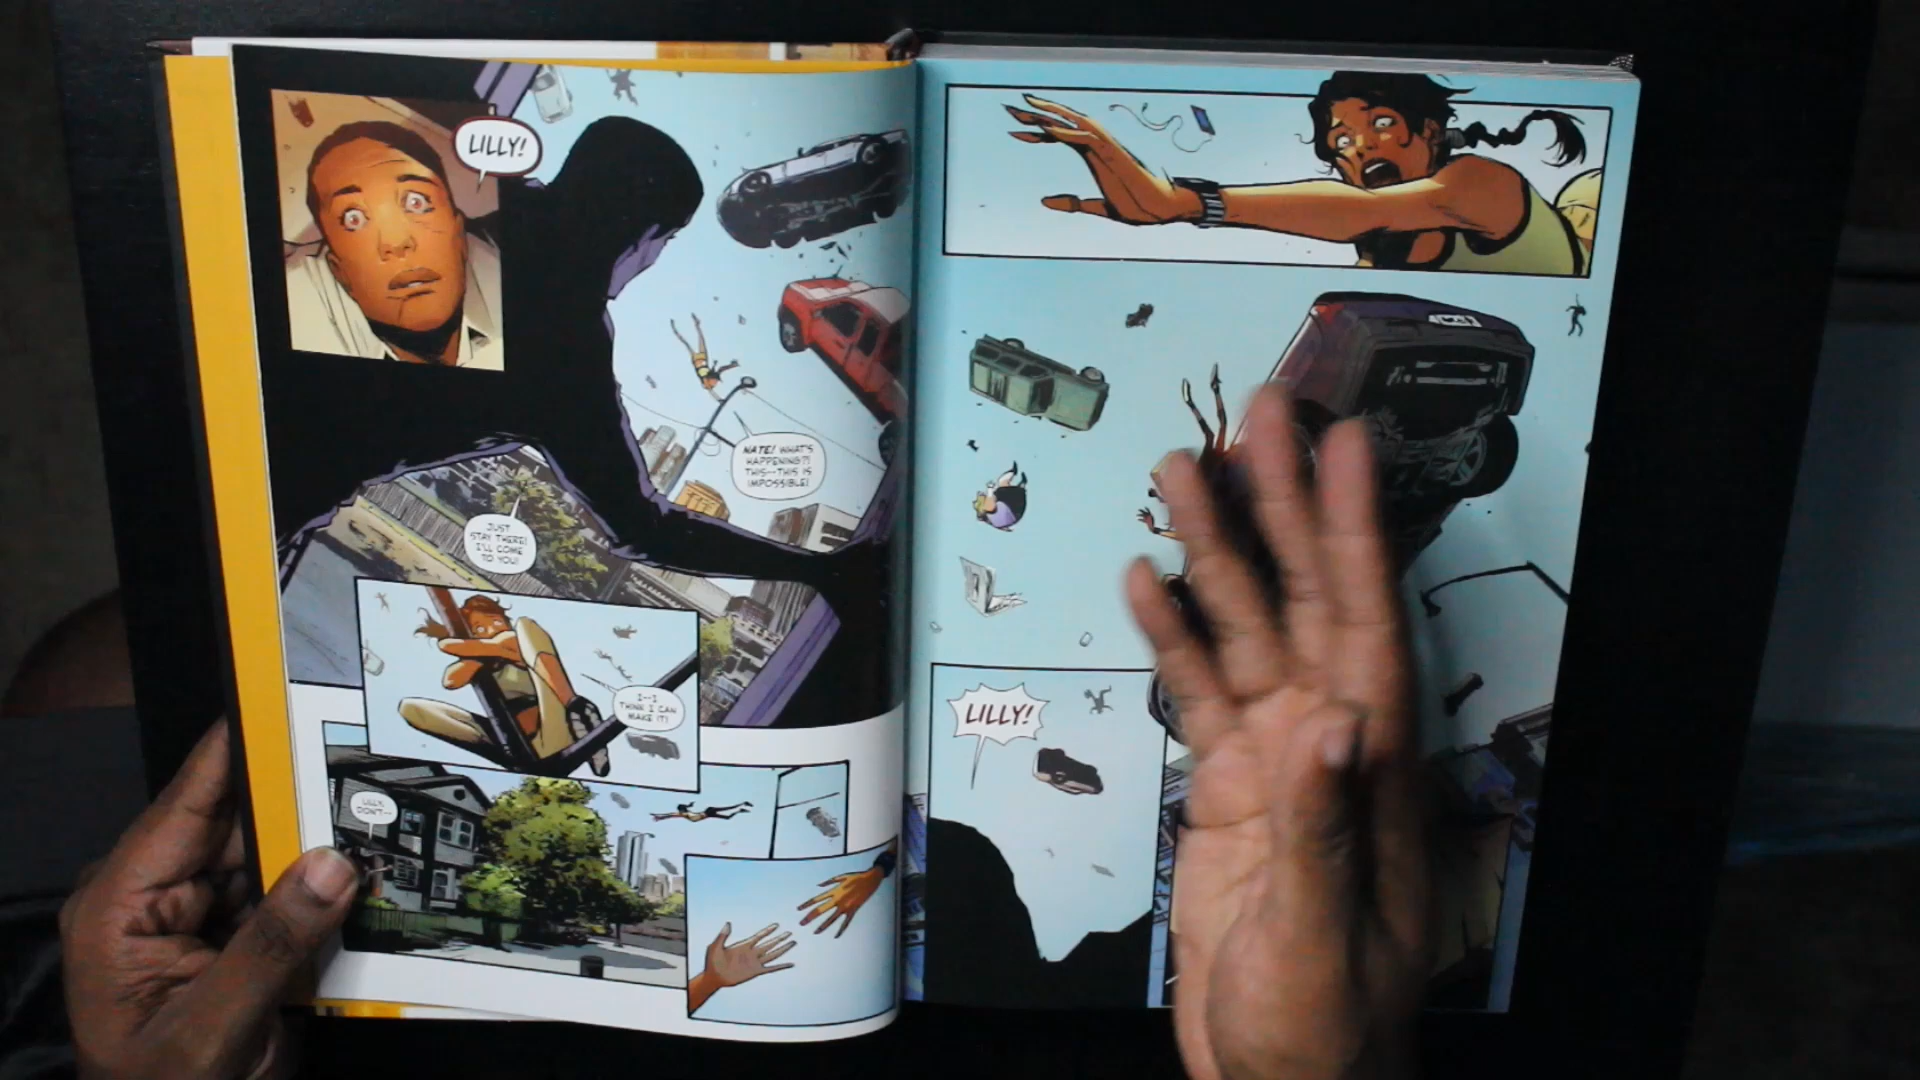 LILLY!
NATE! WHAT'S
HAPPENING?!
THIS--THIS IS
IMPOSSIBLE!
JUST
STAY THERE!
I'LL COME
TO YOU!
I--I
THINK I CAN
MAKE IT!
LILLY,
DON'T--
LILLY!